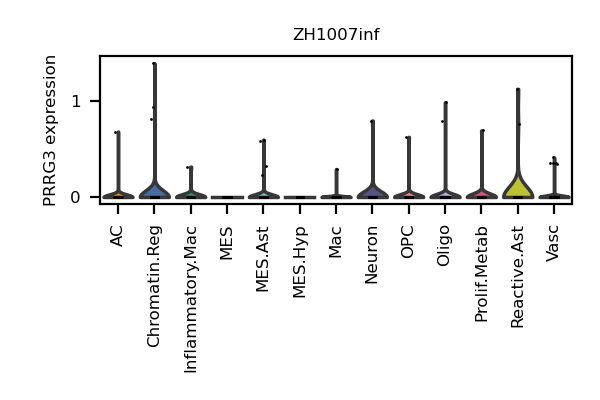 ZH1007inf
PRRG3 expression
1
0
AC
Chromatin.Reg
Inflammatory.Mac
MES
MES.Ast
MES.Hyp
Mac
Neuron
OPC
Oligo
Prolif.Metab
Reactive.Ast
Vasc